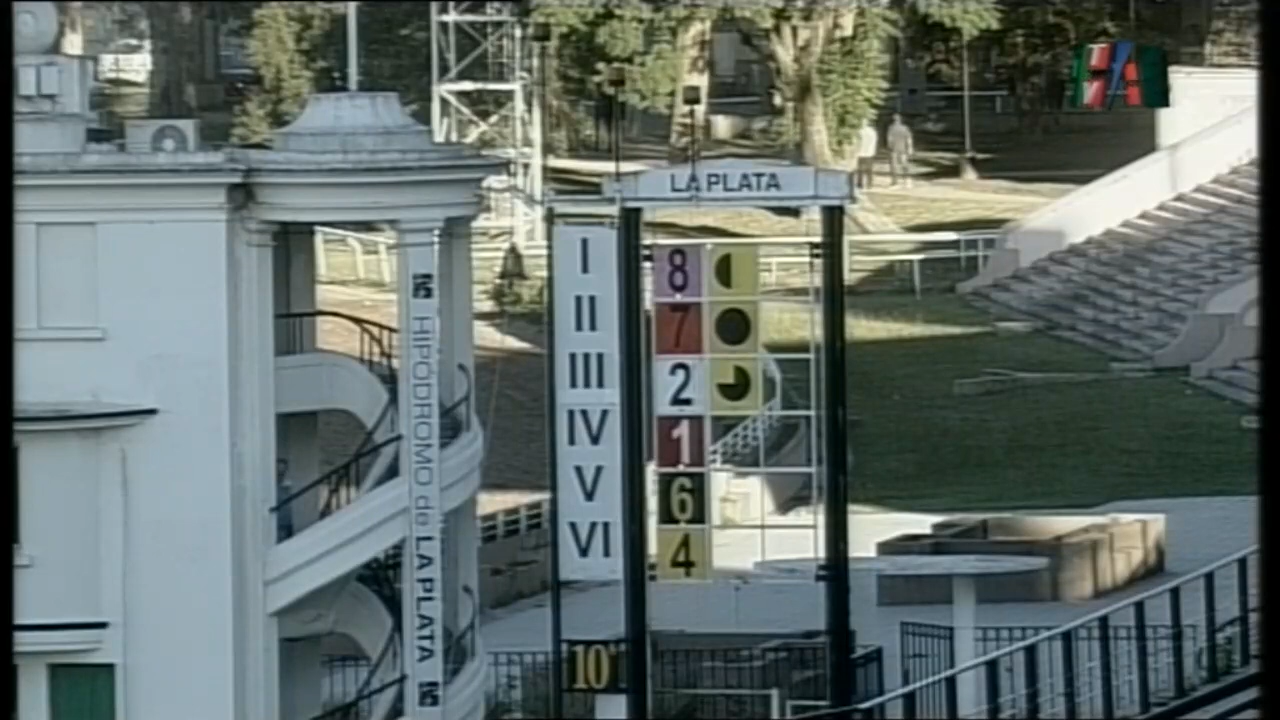 LA PLATA
I 8
II 7
III 2
IV 1
V 6
VI 4
10°
HIPODROMO de LA PLATA